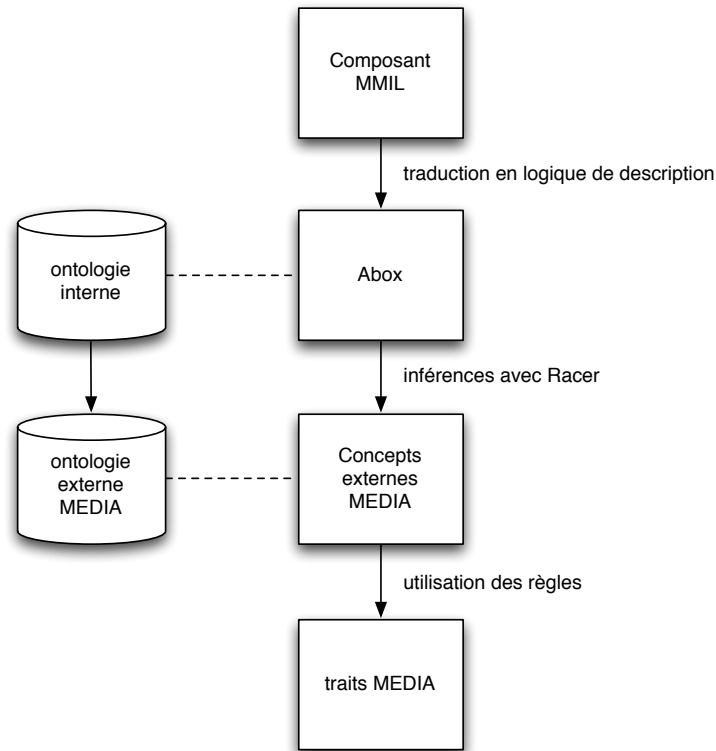 Composant
MMIL
traduction en logique de description
ontologie
interne
Abox
inférences avec Racer
ontologie
externe
MEDIA
Concepts
externes
MEDIA
utilisation des règles
traits MEDIA